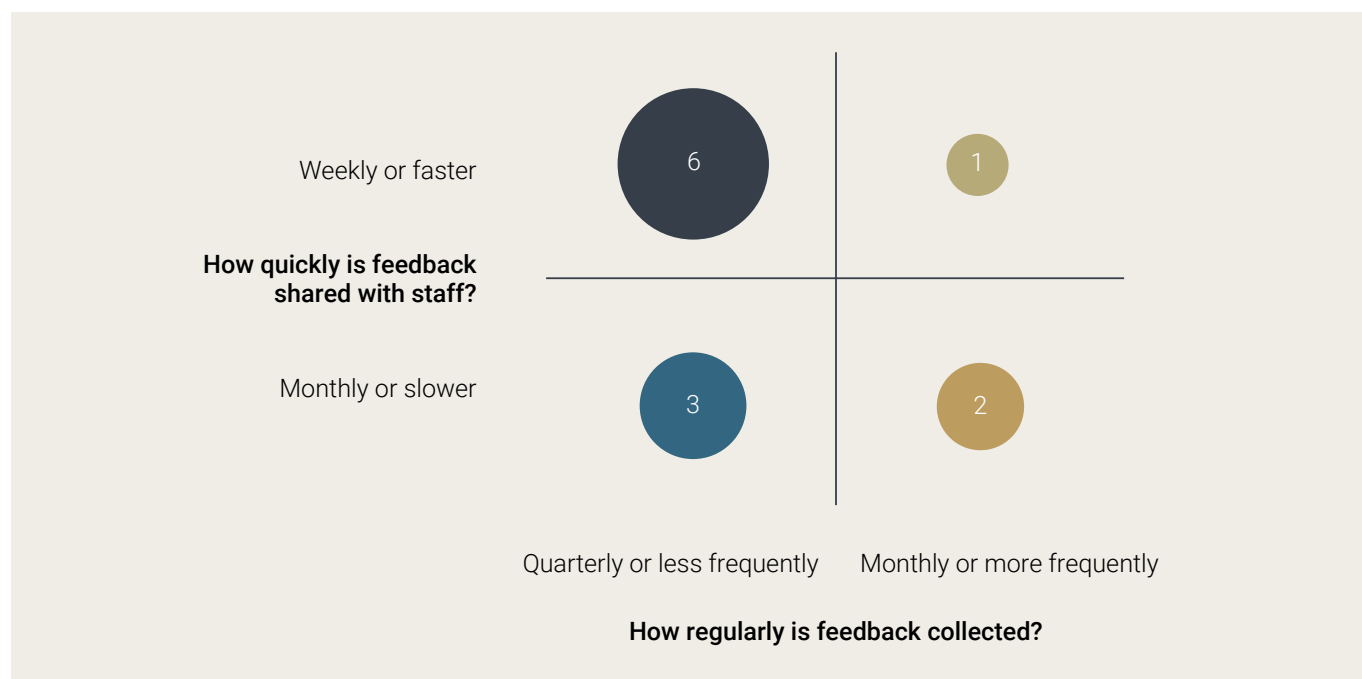 6
1
Weekly or faster
How quickly is feedback
shared with staff?
3
2
Monthly or slower
Quarterly or less frequently
Monthly or more frequently
How regularly is feedback collected?